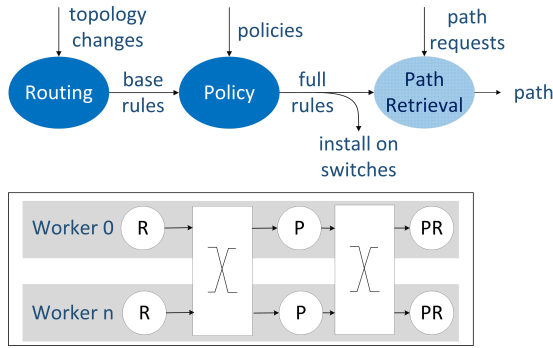 topology
changes
policies
path
requests
Routing
base
rules
Policy
full
rules
Path
Retrieval
path
install on
switches
Worker 0
R
P
PR
Worker n
R
P
PR